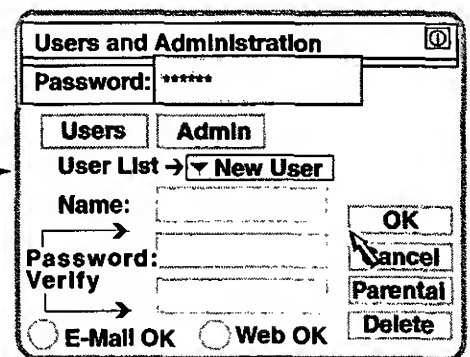 Users and Administration
Password: ******
Users Admin
User List → New User
Name:
OK
Password:
Cancel
Verify
Parental
Delete
E-Mail OK Web OK